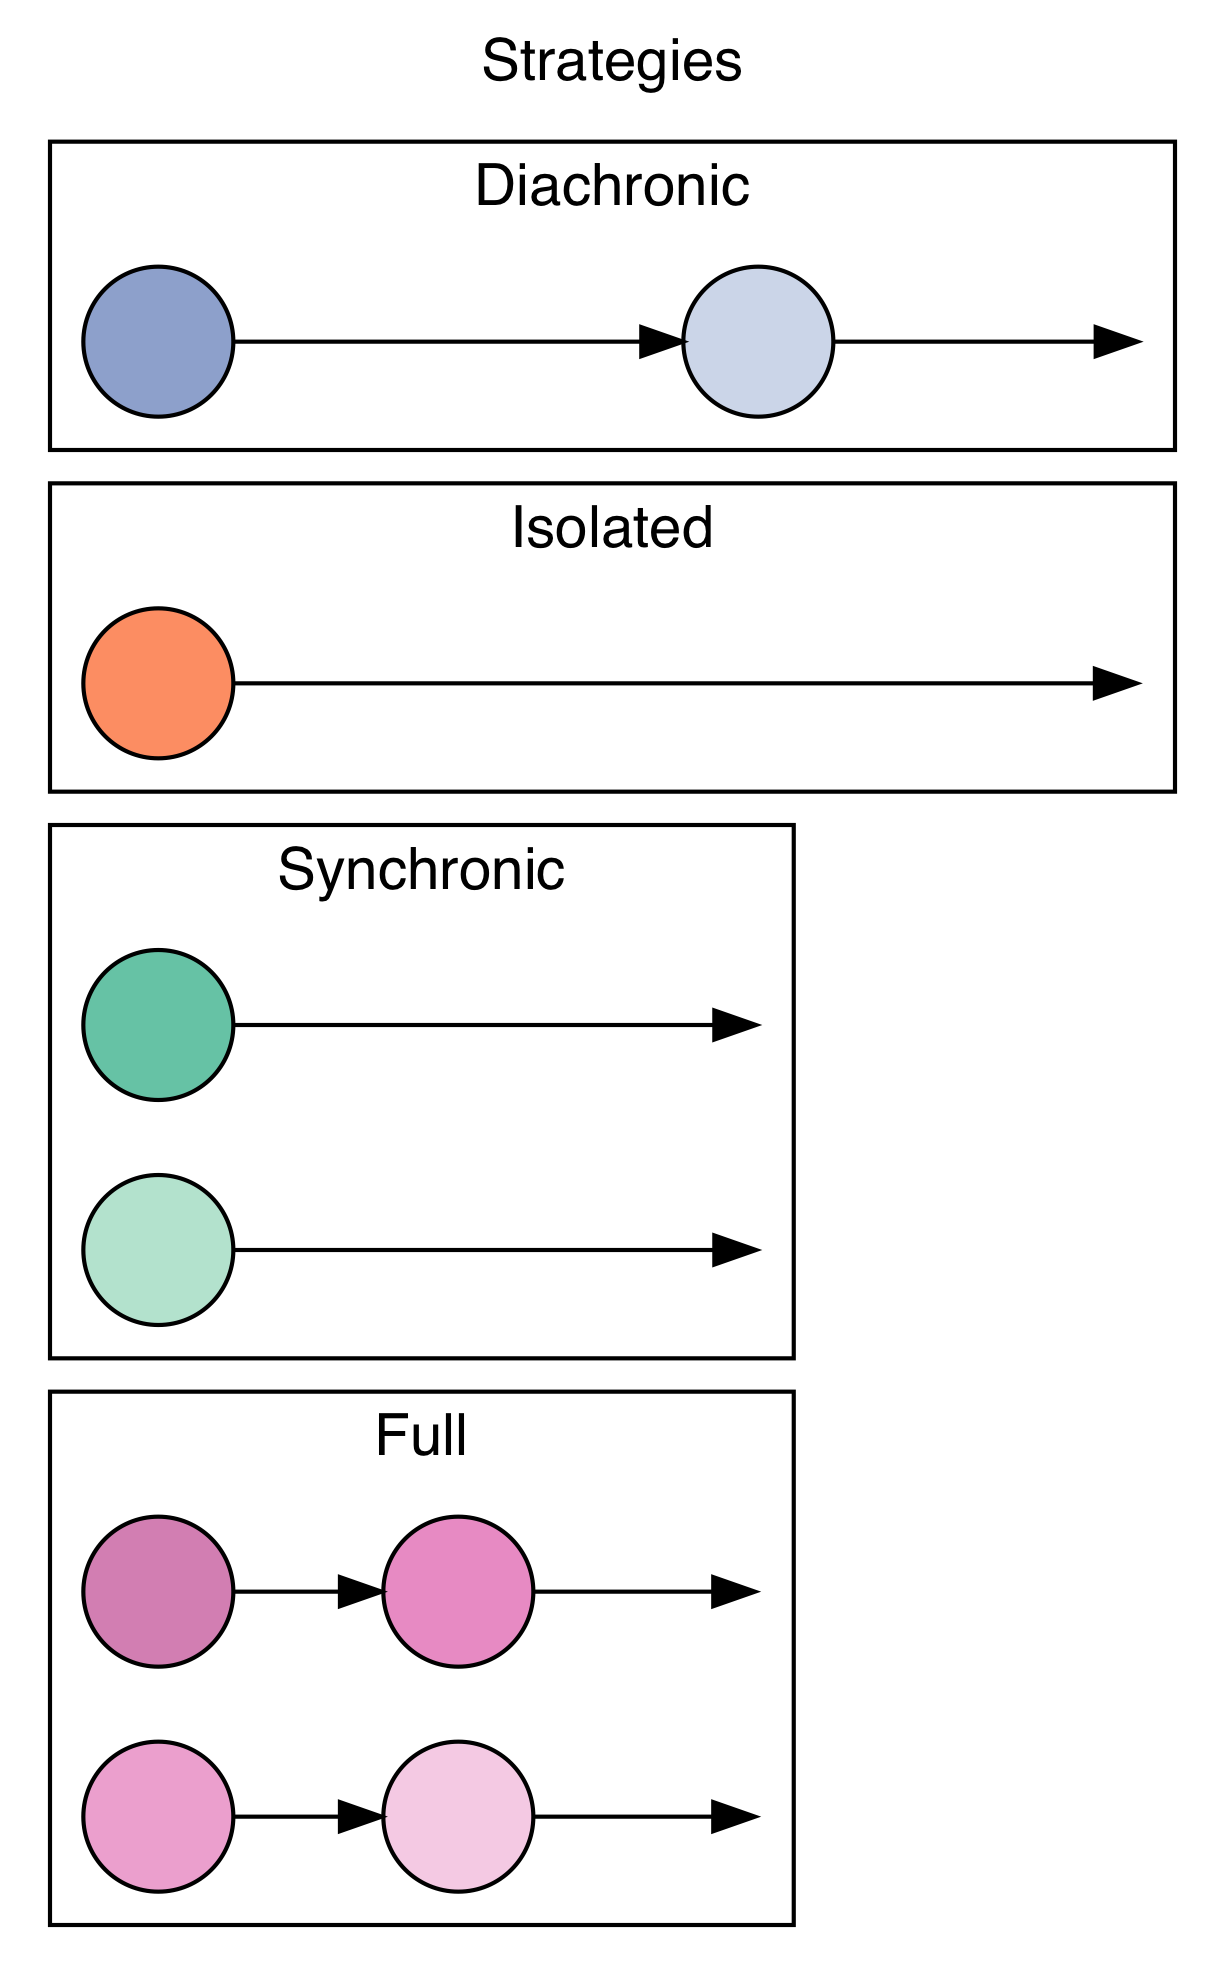 Strategies
Diachronic
Isolated
Synchronic
Full